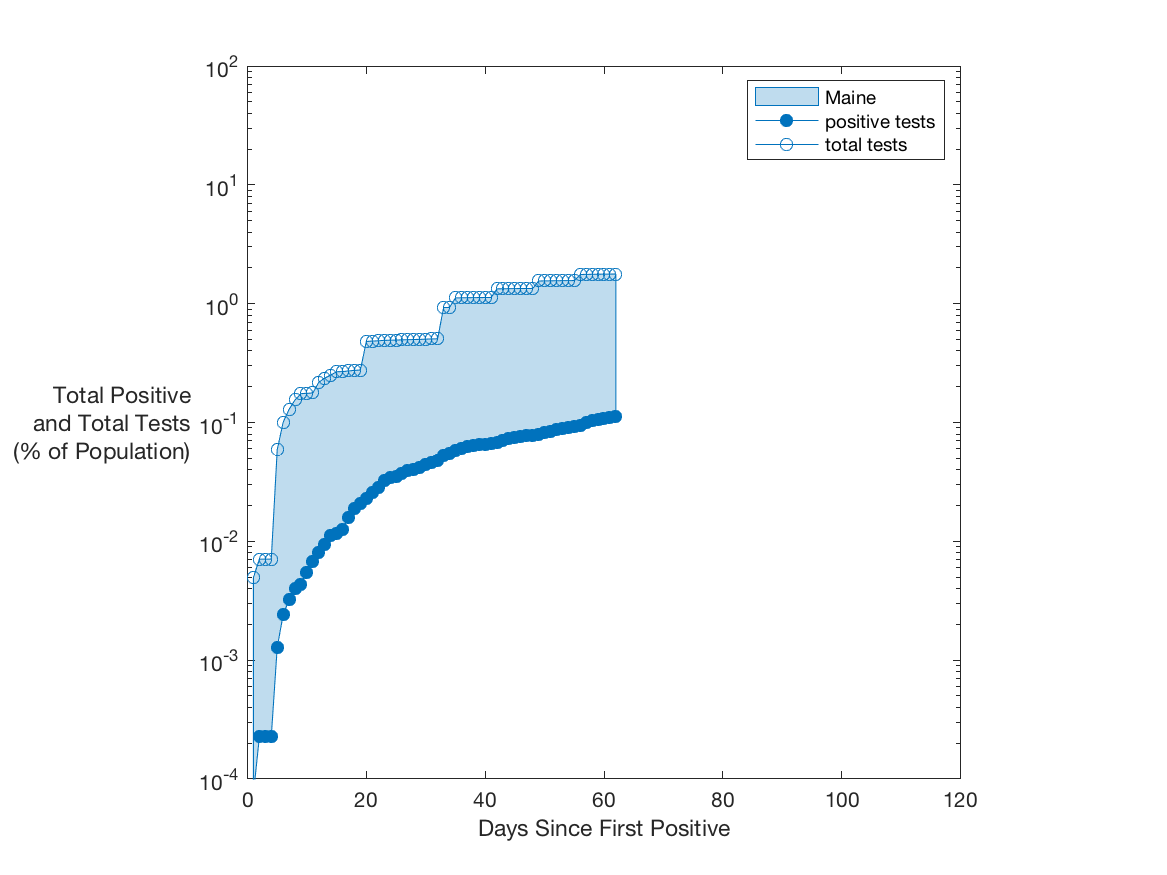 10^2
10^1
10^0
10^-1
10^-2
10^-3
10^-4
Total Positive
and Total Tests
(% of Population)
0 20 40 60 80 100 120
Days Since First Positive
Maine
positive tests
total tests